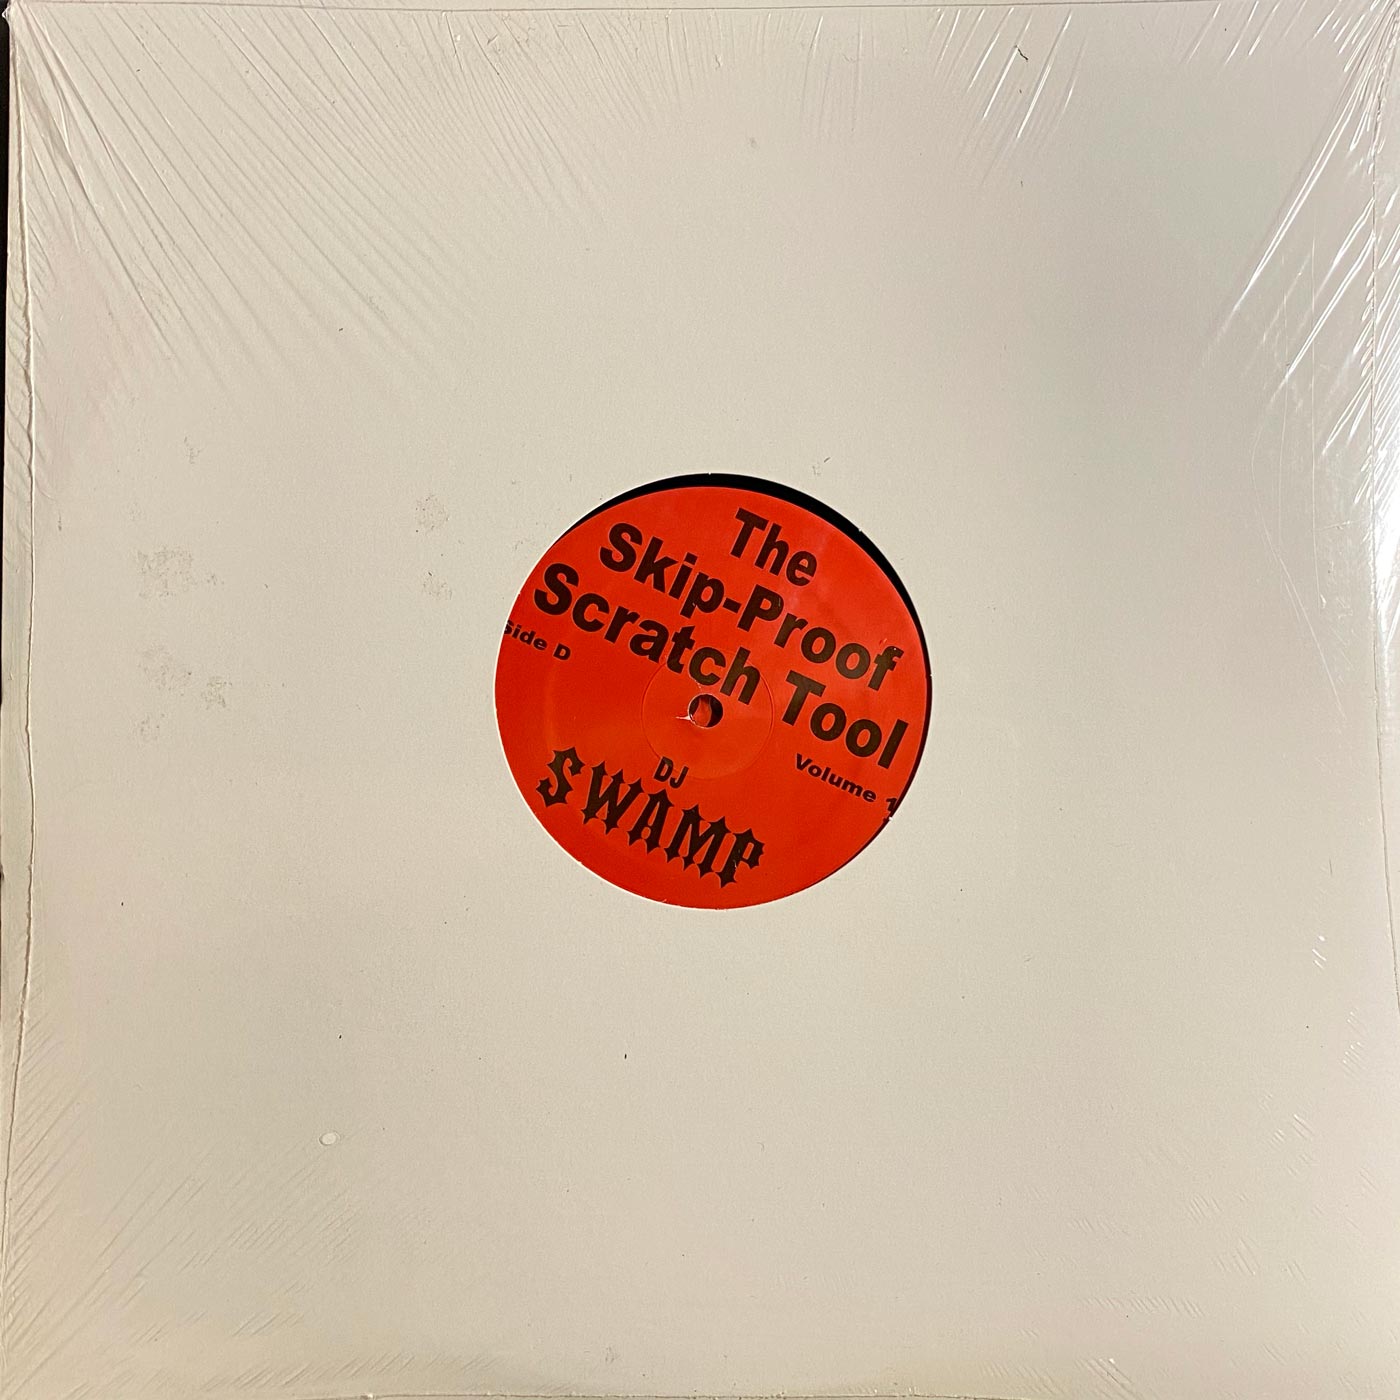 The
Skip-Proof
Scratch Tool
Side D
Volume 1
DJ
SWAMP